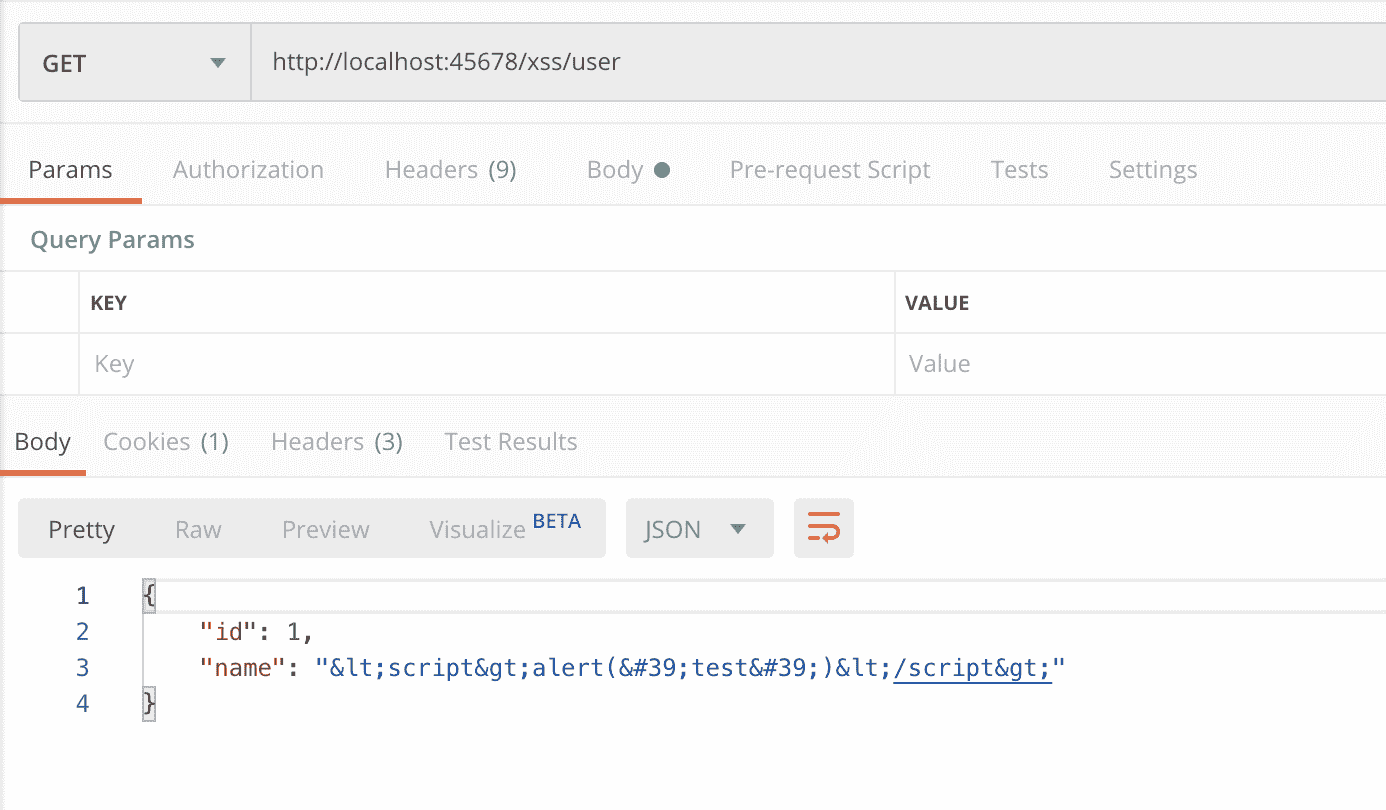 GET http://localhost:45678/xss/user
Params Authorization Headers (9) Body Pre-request Script Tests Settings
Query Params
KEY VALUE
Key Value
Body Cookies (1) Headers (3) Test Results
Pretty Raw Preview Visualize BETA JSON
1 {
2 "id": 1,
3 "name": "&lt;script&gt;alert(&#39;test&#39;)&lt;/script&gt;"
4 }